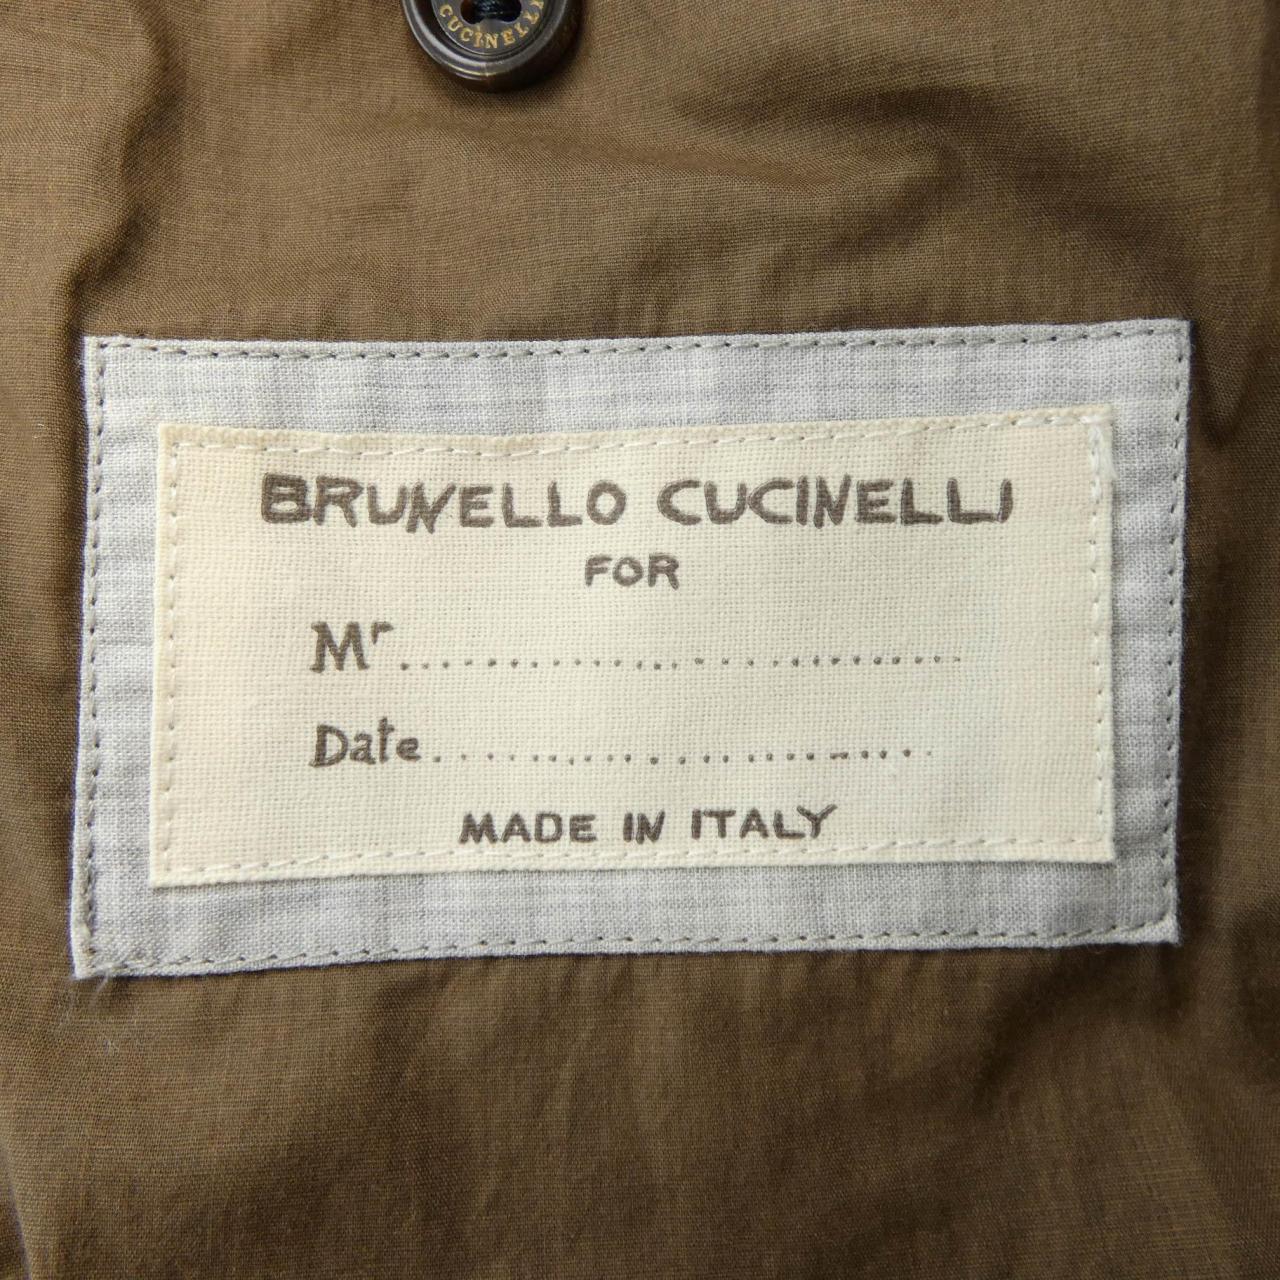 CUCINELLI
BRUNELLO CUCINELLI
FOR
Mr.......................................
Date.................................
MADE IN ITALY